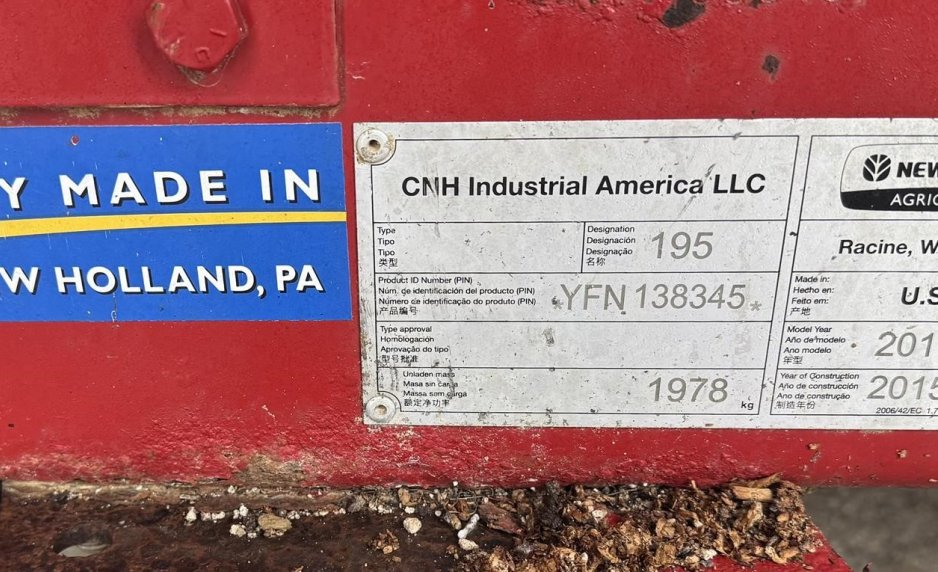 Y MADE IN
W HOLLAND, PA
CNH Industrial America LLC
Type
Tipo
Tipo
类型
Designation
Designación
Designação
名称
195
Product ID Number (PIN)
Núm. de identificación del producto (PIN)
Número de identificação do produto (PIN)
产品编号
*YFN138345*
Type approval
Homologación
Aprovação do tipo
型号批准
Unladen mass
Masa sin carga
Massa sem carga
额定净功率
1978
kg
NEW
AGRIC
Racine, W
Made in:
Hecho en:
Feito em:
产地
U.S
Model Year
Año de modelo
Ano modelo
年型
201
Year of Construction
Año de construcción
Ano de construção
制造年份
2015
2006/42/EC 1.7